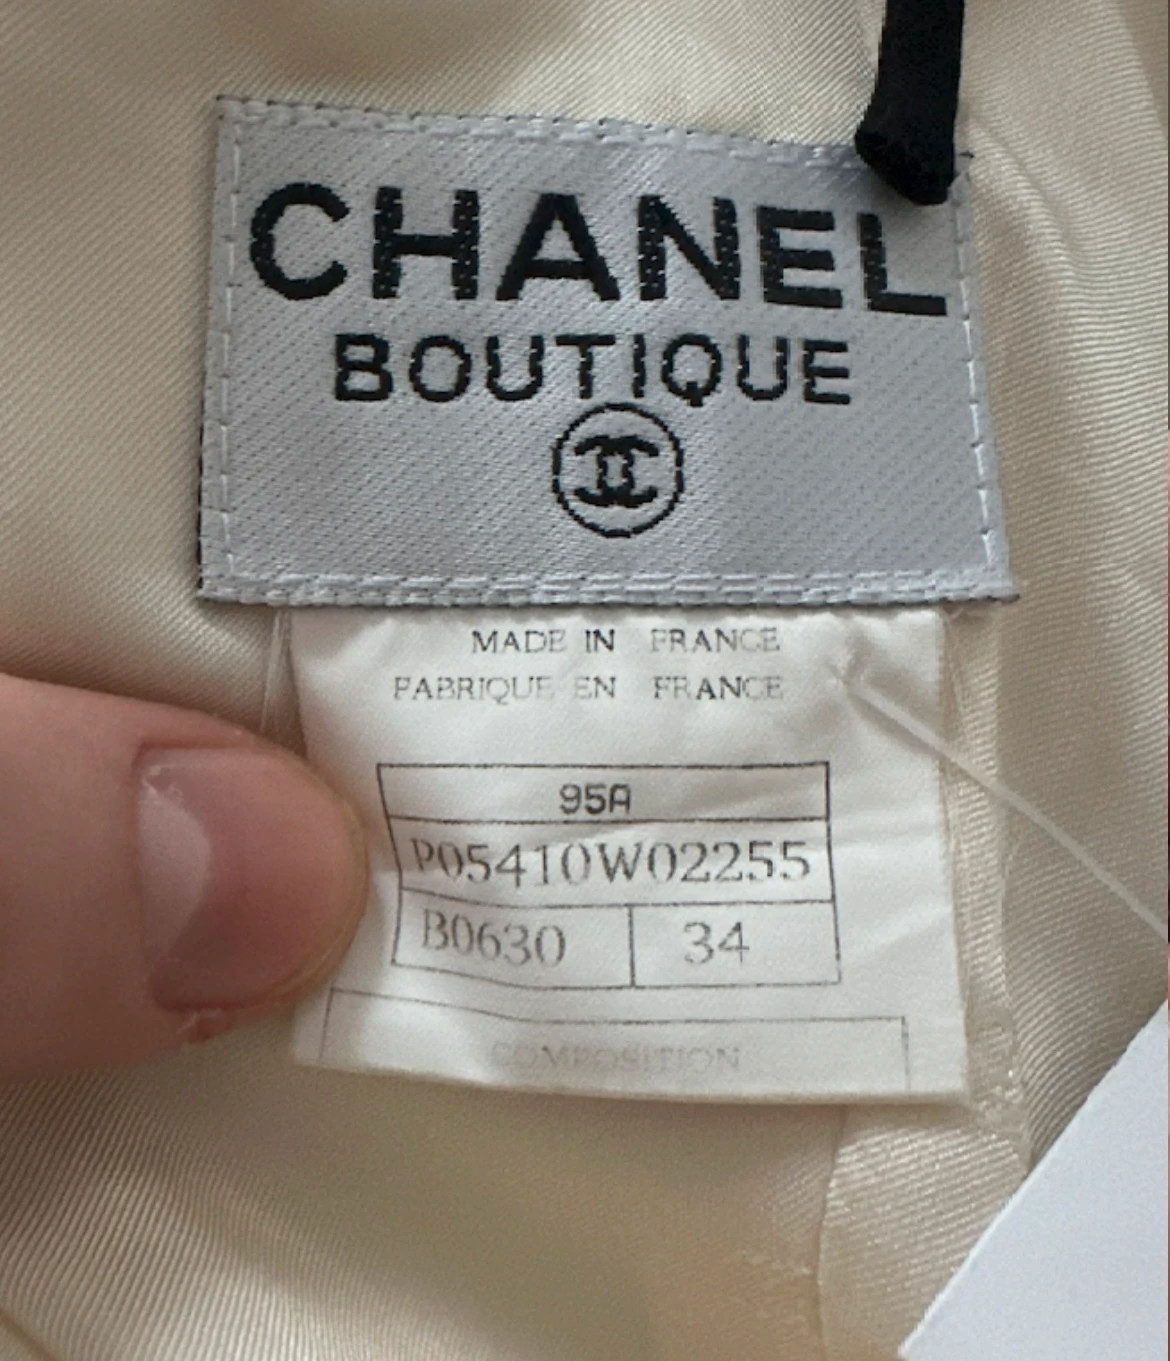 CHANEL
BOUTIQUE
MADE IN FRANCE
FABRIQUE EN FRANCE
95A
P05410W02255
B0630 34
COMPOSITION